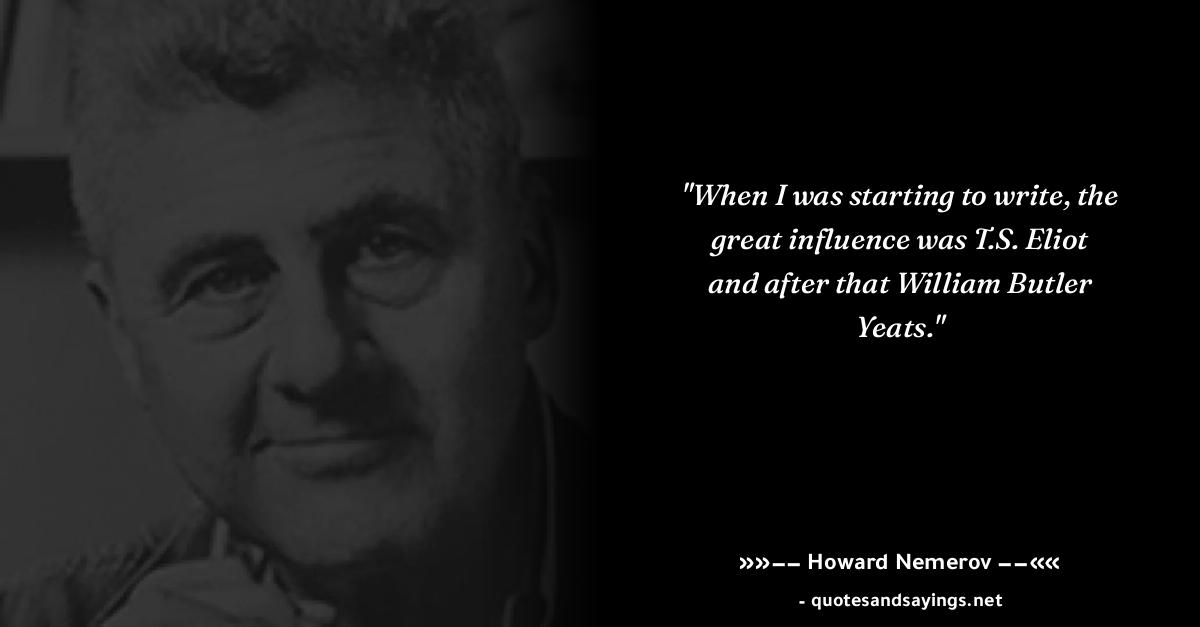 "When I was starting to write, the
great influence was T.S. Eliot
and after that William Butler
Yeats."
»»–– Howard Nemerov ––««
- quotesandsayings.net